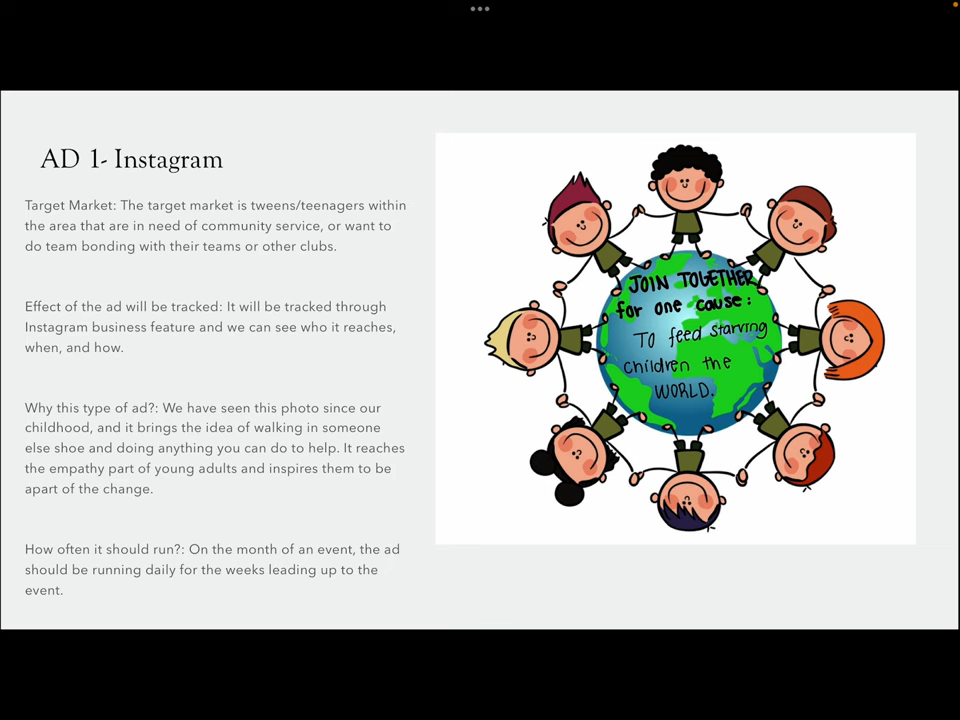 AD 1- Instagram
Target Market: The target market is tweens/teenagers within
the area that are in need of community service, or want to
do team bonding with their teams or other clubs.
Effect of the ad will be tracked: It will be tracked through
Instagram business feature and we can see who it reaches,
when, and how.
Why this type of ad?: We have seen this photo since our
childhood, and it brings the idea of walking in someone
else shoe and doing anything you can do to help. It reaches
the empathy part of young adults and inspires them to be
apart of the change.
How often it should run?: On the month of an event, the ad
should be running daily for the weeks leading up to the
event.
JOIN TOGETHER
for one cause:
TO feed starving
children the
WORLD.